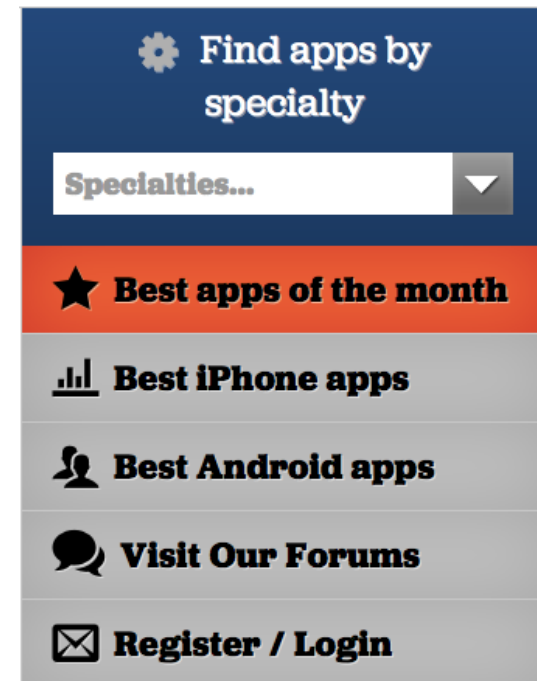 Find apps by
specialty
Specialties...
Best apps of the month
Best iPhone apps
Best Android apps
Visit Our Forums
Register / Login